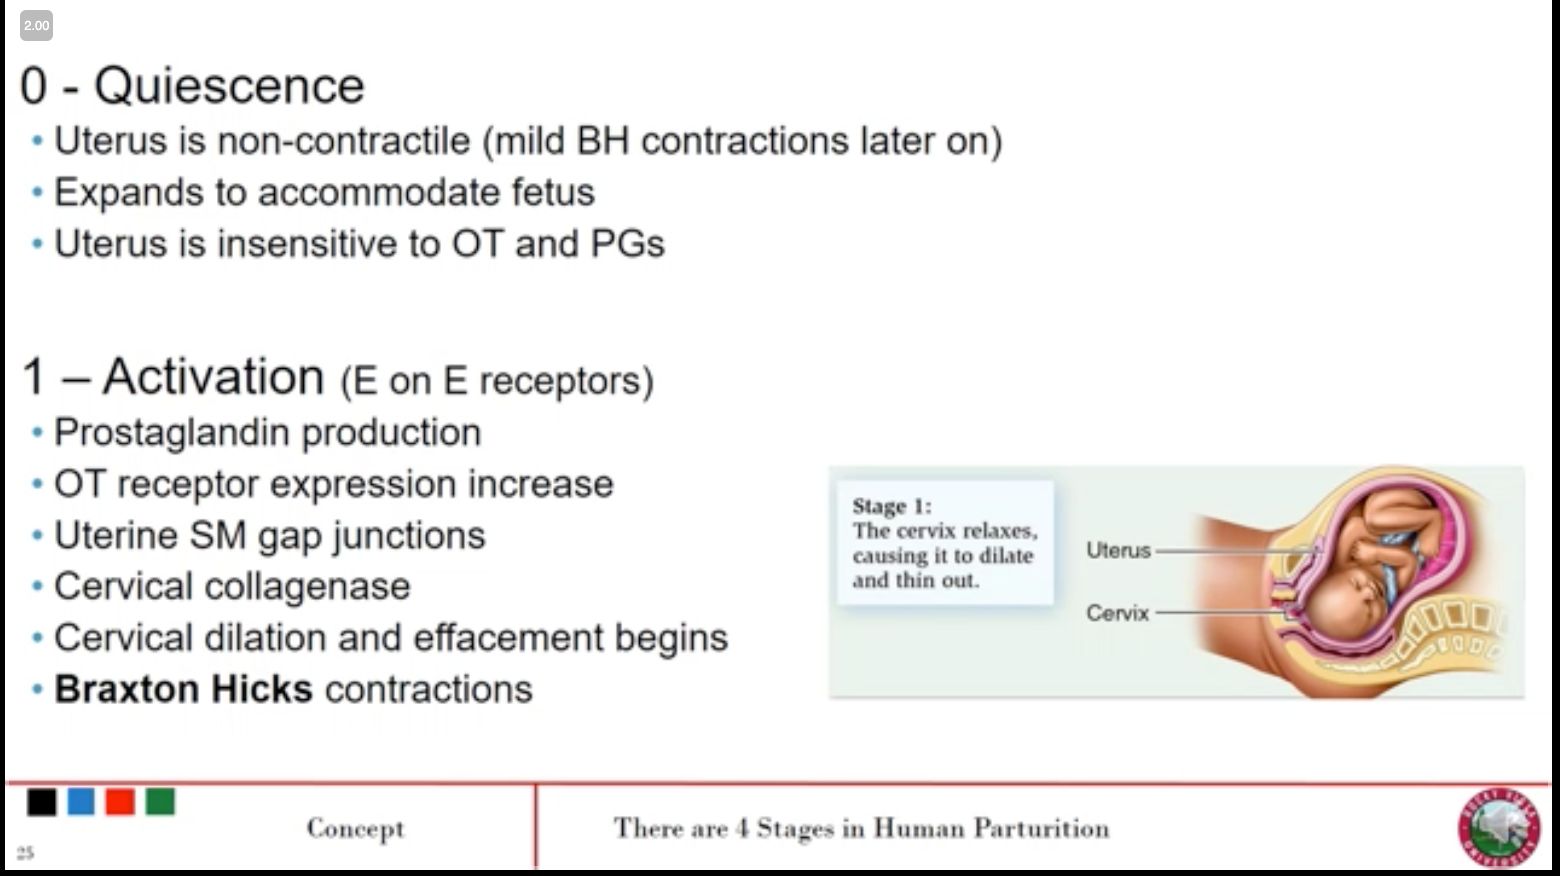 2.00
0 - Quiescence
• Uterus is non-contractile (mild BH contractions later on)
• Expands to accommodate fetus
• Uterus is insensitive to OT and PGs
1 – Activation (E on E receptors)
• Prostaglandin production
• OT receptor expression increase
• Uterine SM gap junctions
• Cervical collagenase
• Cervical dilation and effacement begins
• Braxton Hicks contractions
Stage 1:
The cervix relaxes,
causing it to dilate
and thin out.
Uterus
Cervix
Concept
There are 4 Stages in Human Parturition
25
UNIVERSITY